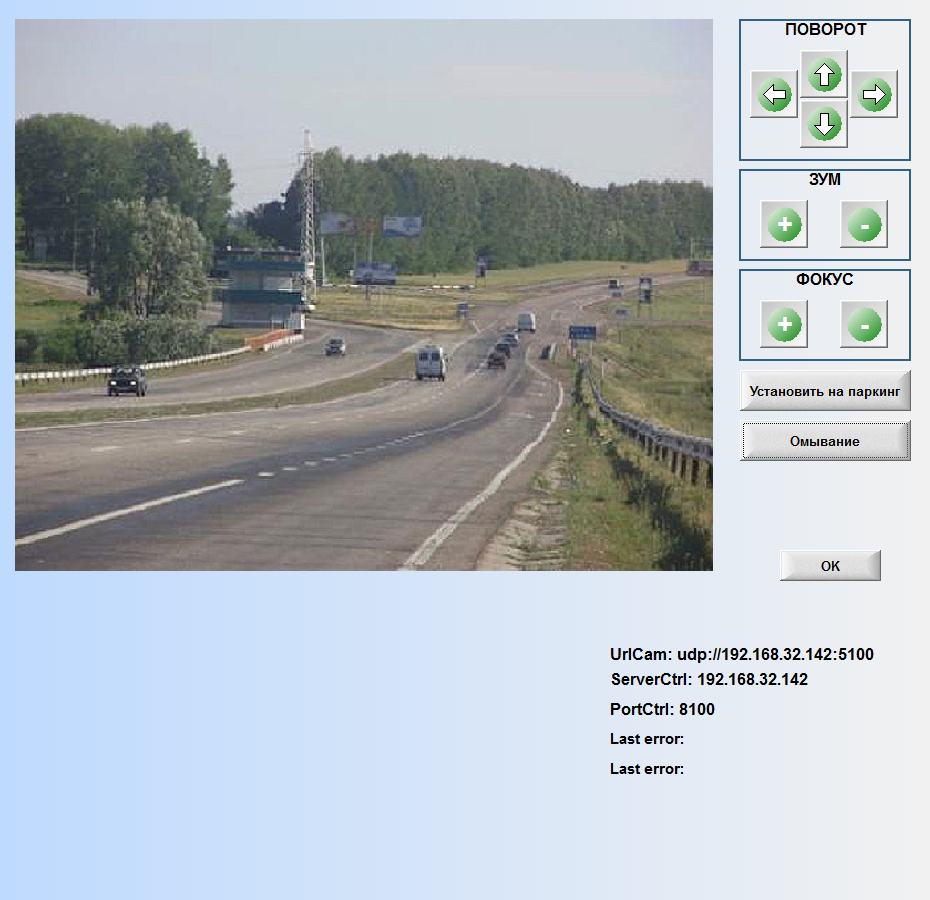 ПОВОРОТ
ЗУМ
+ -
ФОКУС
+ -
Установить на паркинг
Омывание
OK
UrlCam: udp://192.168.32.142:5100
ServerCtrl: 192.168.32.142
PortCtrl: 8100
Last error:
Last error: